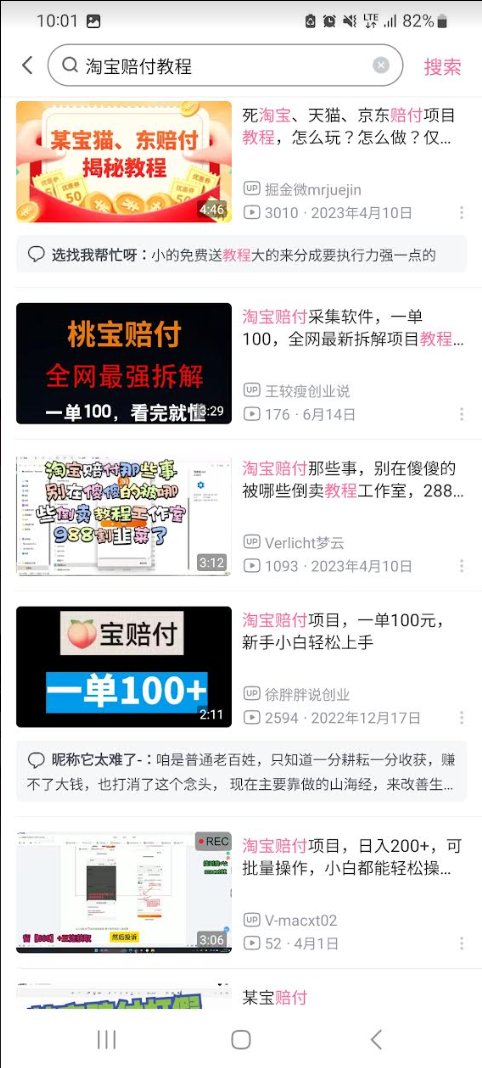 10:01
LTE
82%
淘宝赔付教程
搜索
某宝猫、东赔付
揭秘教程
优惠券
50
优惠券
50
4:46
死淘宝、天猫、京东赔付项目
教程，怎么玩？怎么做？仅...
UP 掘金微mrjuejin
3010 · 2023年4月10日
选找我帮忙呀：小的免费送教程大的来分成要执行力强一点的
桃宝赔付
全网最强拆解
一单100，看完就懂
3:29
淘宝赔付采集软件，一单
100，全网最新拆解项目教程...
UP 王较瘦创业说
176 · 6月14日
淘宝赔付那些事
别在傻傻的被哪
些倒卖教程工作室
988割韭菜了
3:12
淘宝赔付那些事，别在傻傻的
被哪些倒卖教程工作室，288...
UP Verlicht梦云
1093 · 2023年4月10日
宝赔付
一单100+
2:11
淘宝赔付项目，一单100元，
新手小白轻松上手
UP 徐胖胖说创业
2594 · 2022年12月17日
昵称它太难了-：咱是普通老百姓，只知道一分耕耘一分收获，赚
不了大钱，也打消了这个念头， 现在主要靠做的山海经，来改善生...
REC
然后投诉
3:06
淘宝赔付项目，日入200+，可
批量操作，小白都能轻松操...
UP V-macxt02
52 · 4月1日
某宝赔付